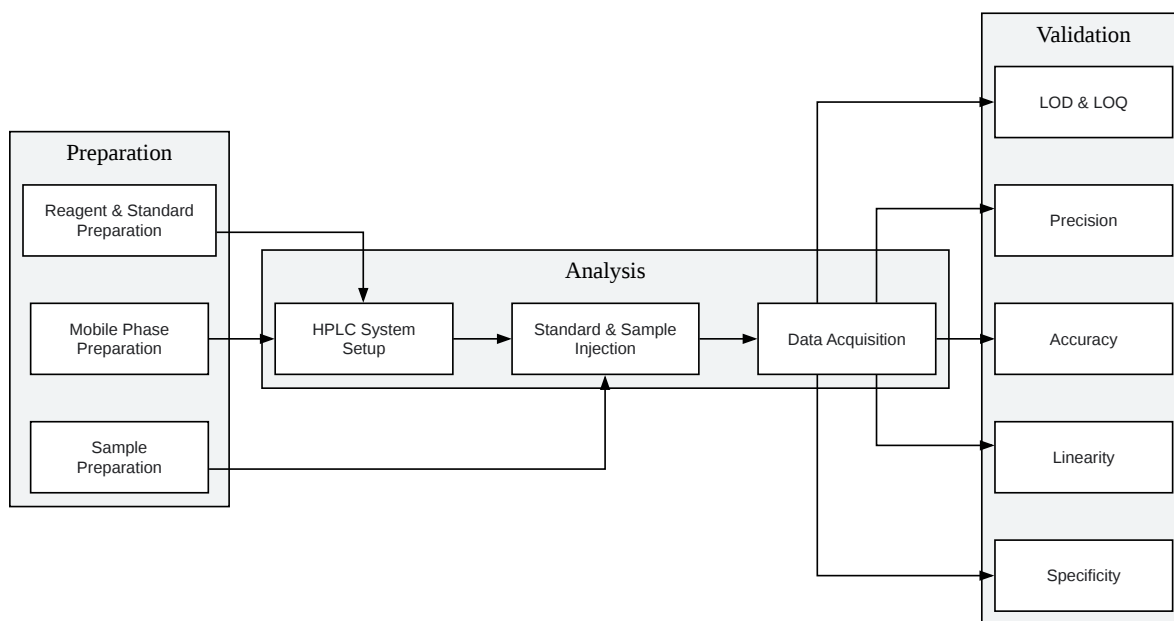 Preparation
Reagent & Standard
Preparation
Mobile Phase
Preparation
Sample
Preparation
Analysis
HPLC System
Setup
Standard & Sample
Injection
Data Acquisition
Validation
LOD & LOQ
Precision
Accuracy
Linearity
Specificity